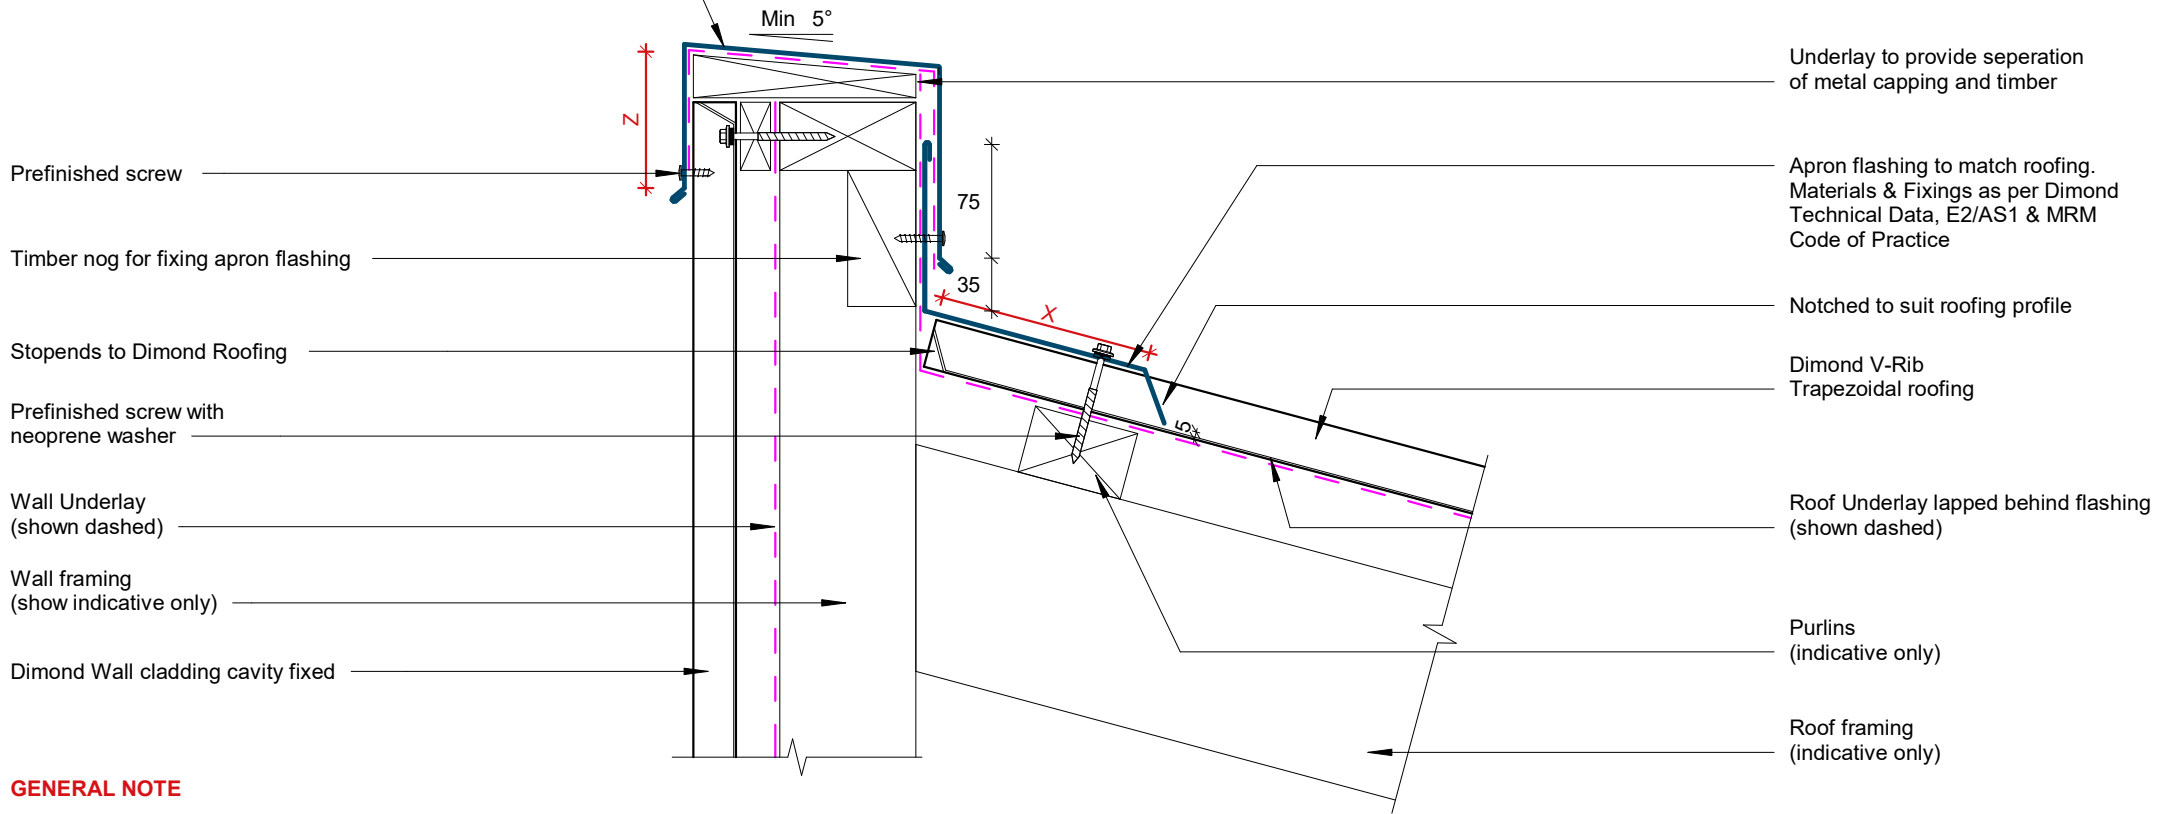 Min 5°
Z
Prefinished screw
Timber nog for fixing apron flashing
Stopends to Dimond Roofing
Prefinished screw with
neoprene washer
Wall Underlay
(shown dashed)
Wall framing
(show indicative only)
Dimond Wall cladding cavity fixed
GENERAL NOTE
75
35
X
5
Underlay to provide seperation
of metal capping and timber
Apron flashing to match roofing.
Materials & Fixings as per Dimond
Technical Data, E2/AS1 & MRM
Code of Practice
Notched to suit roofing profile
Dimond V-Rib
Trapezoidal roofing
Roof Underlay lapped behind flashing
(shown dashed)
Purlins
(indicative only)
Roof framing
(indicative only)